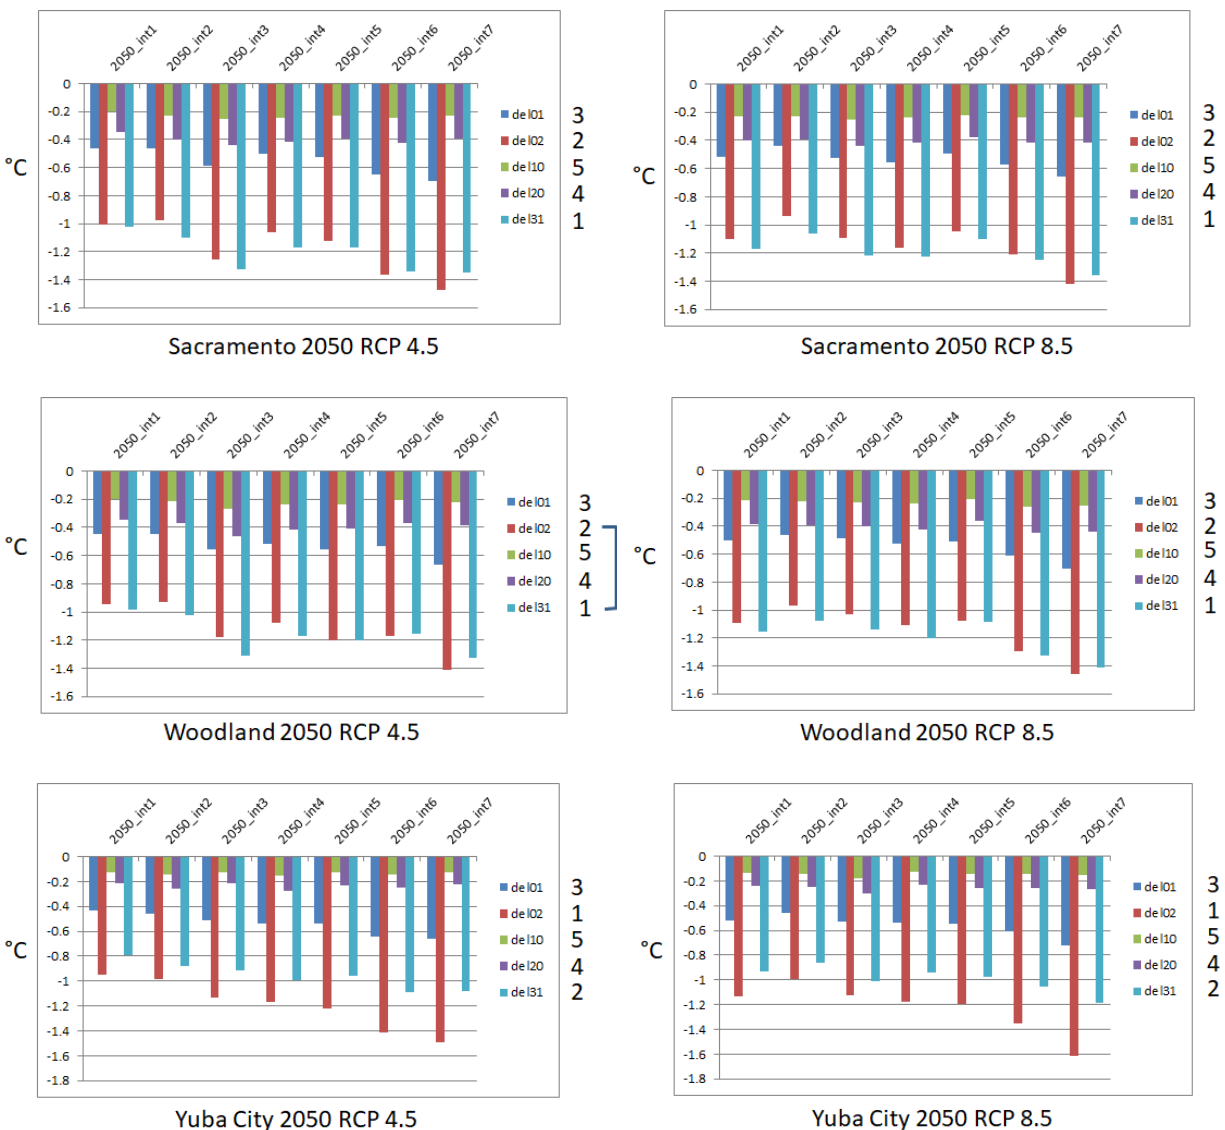 2050_int1 2050_int2 2050_int3 2050_int4 2050_int5 2050_int6 2050_int7
0
-0.2
-0.4
-0.6
-0.8
-1
-1.2
-1.4
-1.6
°C
del01 3
del02 2
del10 5
del20 4
del31 1
Sacramento 2050 RCP 4.5
2050_int1 2050_int2 2050_int3 2050_int4 2050_int5 2050_int6 2050_int7
0
-0.2
-0.4
-0.6
-0.8
-1
-1.2
-1.4
-1.6
°C
del01 3
del02 2
del10 5
del20 4
del31 1
Sacramento 2050 RCP 8.5
2050_int1 2050_int2 2050_int3 2050_int4 2050_int5 2050_int6 2050_int7
0
-0.2
-0.4
-0.6
-0.8
-1
-1.2
-1.4
-1.6
°C
del01 3
del02 2
del10 5
del20 4
del31 1
Woodland 2050 RCP 4.5
2050_int1 2050_int2 2050_int3 2050_int4 2050_int5 2050_int6 2050_int7
0
-0.2
-0.4
-0.6
-0.8
-1
-1.2
-1.4
-1.6
°C
del01 3
del02 2
del10 5
del20 4
del31 1
Woodland 2050 RCP 8.5
2050_int1 2050_int2 2050_int3 2050_int4 2050_int5 2050_int6 2050_int7
0
-0.2
-0.4
-0.6
-0.8
-1
-1.2
-1.4
-1.6
-1.8
°C
del01 3
del02 1
del10 5
del20 4
del31 2
Yuba City 2050 RCP 4.5
2050_int1 2050_int2 2050_int3 2050_int4 2050_int5 2050_int6 2050_int7
0
-0.2
-0.4
-0.6
-0.8
-1
-1.2
-1.4
-1.6
-1.8
°C
del01 3
del02 1
del10 5
del20 4
del31 2
Yuba City 2050 RCP 8.5